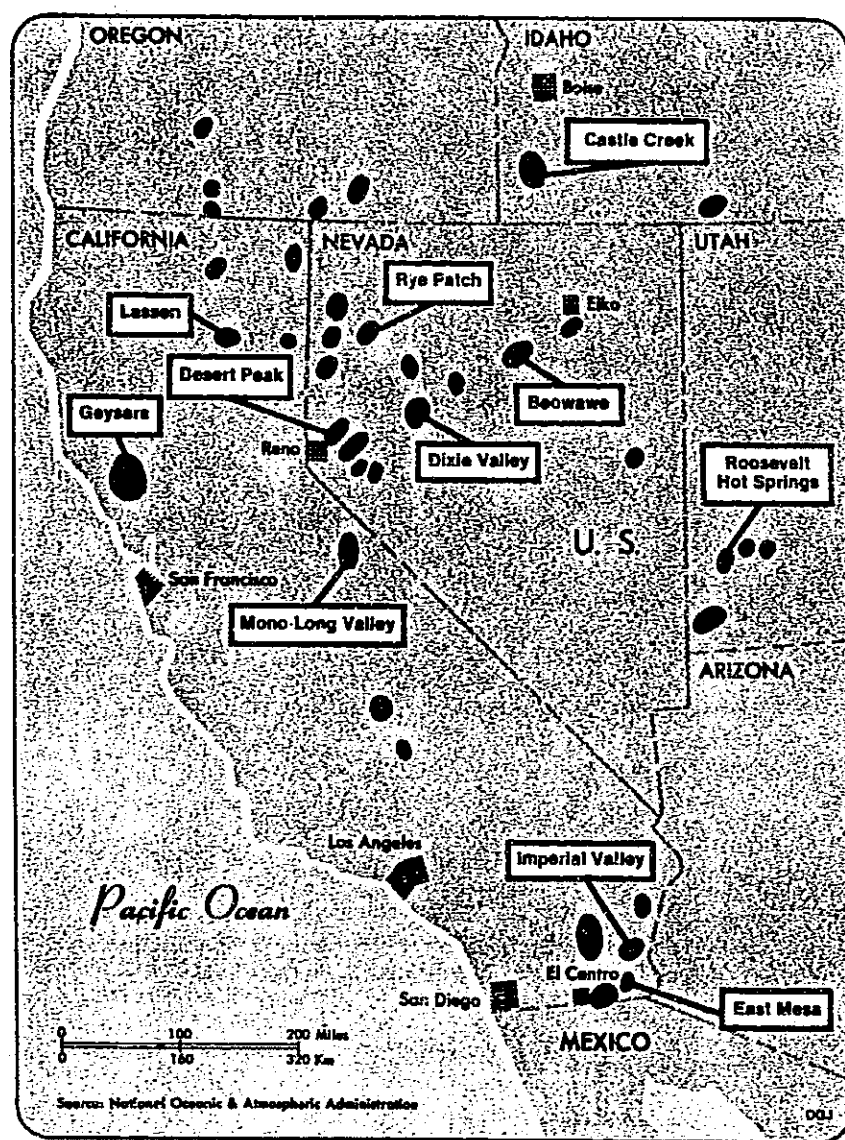 OREGON
IDAHO
Boise
Castle Creek
CALIFORNIA
NEVADA
UTAH
Rye Patch
Elko
Lassen
Desert Peak
Beowawe
Geysers
Reno
Dixie Valley
Roosevelt
Hot Springs
U. S.
San Francisco
Mono-Long Valley
ARIZONA
Los Angeles
Imperial Valley
Pacific Ocean
El Centro
San Diego
East Mesa
MEXICO
0 100 200 Miles
0 160 320 Km
Source: National Oceanic & Atmospheric Administration
OGJ